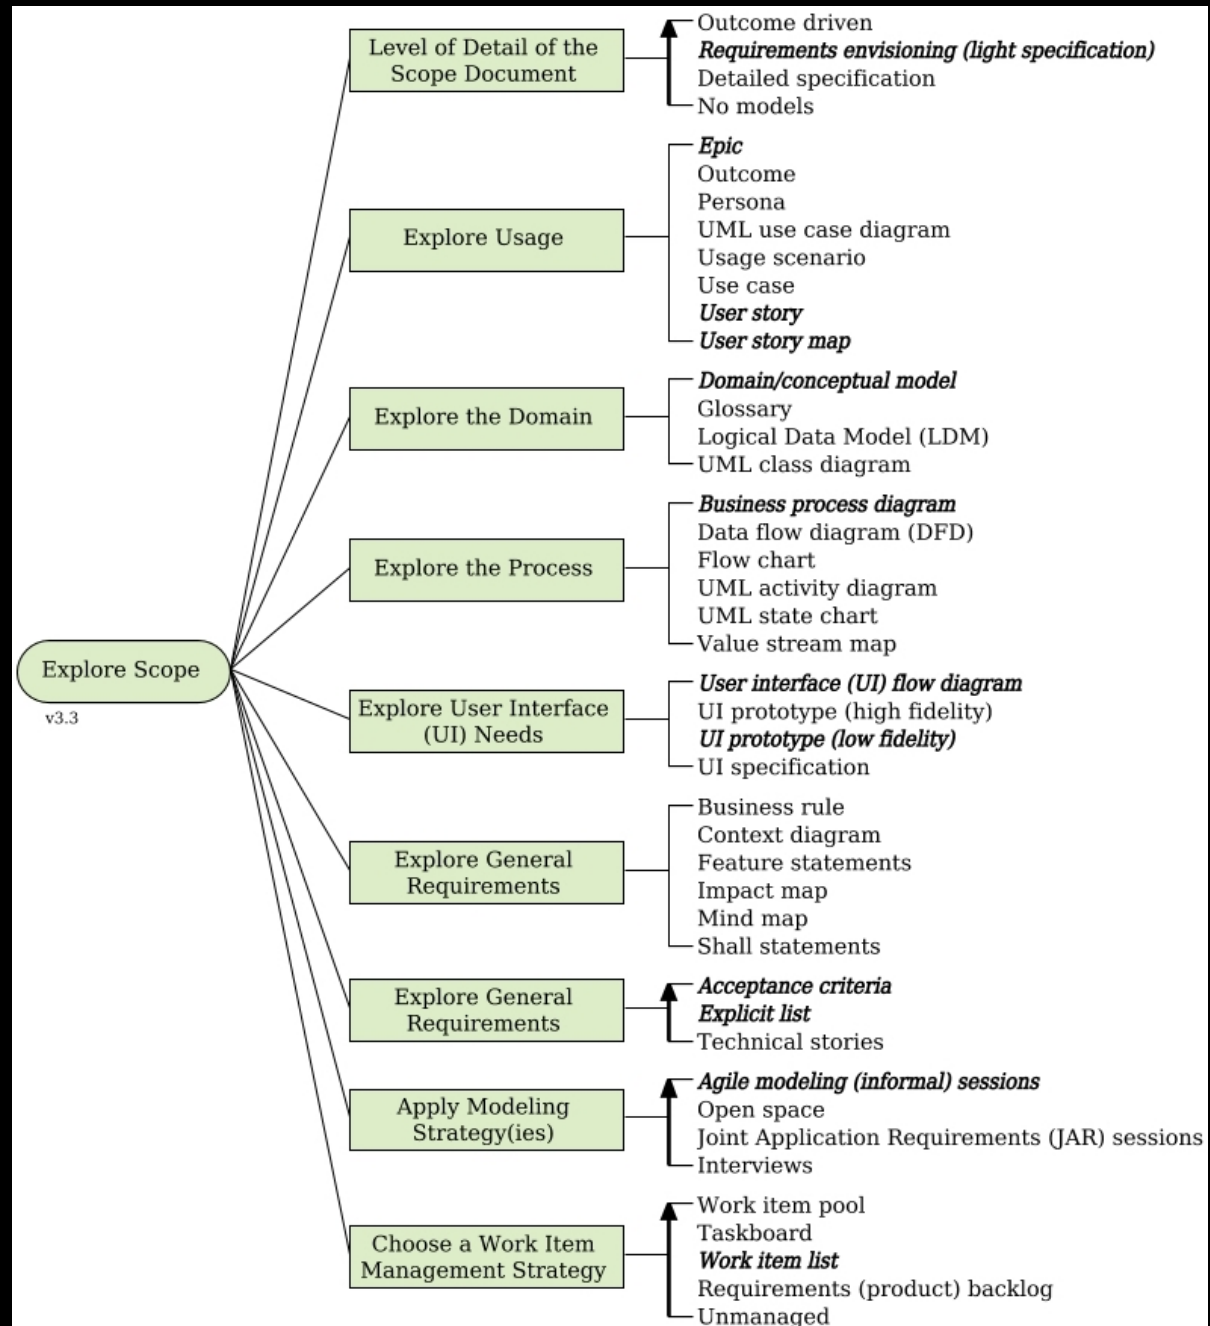 Level of Detail of the
Scope Document
Outcome driven
Requirements envisioning (light specification)
Detailed specification
No models
Explore Usage
Epic
Outcome
Persona
UML use case diagram
Usage scenario
Use case
User story
User story map
Explore the Domain
Domain/conceptual model
Glossary
Logical Data Model (LDM)
UML class diagram
Explore the Process
Business process diagram
Data flow diagram (DFD)
Flow chart
UML activity diagram
UML state chart
Value stream map
Explore Scope
v3.3
Explore User Interface
(UI) Needs
User interface (UI) flow diagram
UI prototype (high fidelity)
UI prototype (low fidelity)
UI specification
Explore General
Requirements
Business rule
Context diagram
Feature statements
Impact map
Mind map
Shall statements
Explore General
Requirements
Acceptance criteria
Explicit list
Technical stories
Apply Modeling
Strategy(ies)
Agile modeling (informal) sessions
Open space
Joint Application Requirements (JAR) sessions
Interviews
Choose a Work Item
Management Strategy
Work item pool
Taskboard
Work item list
Requirements (product) backlog
Unmanaged